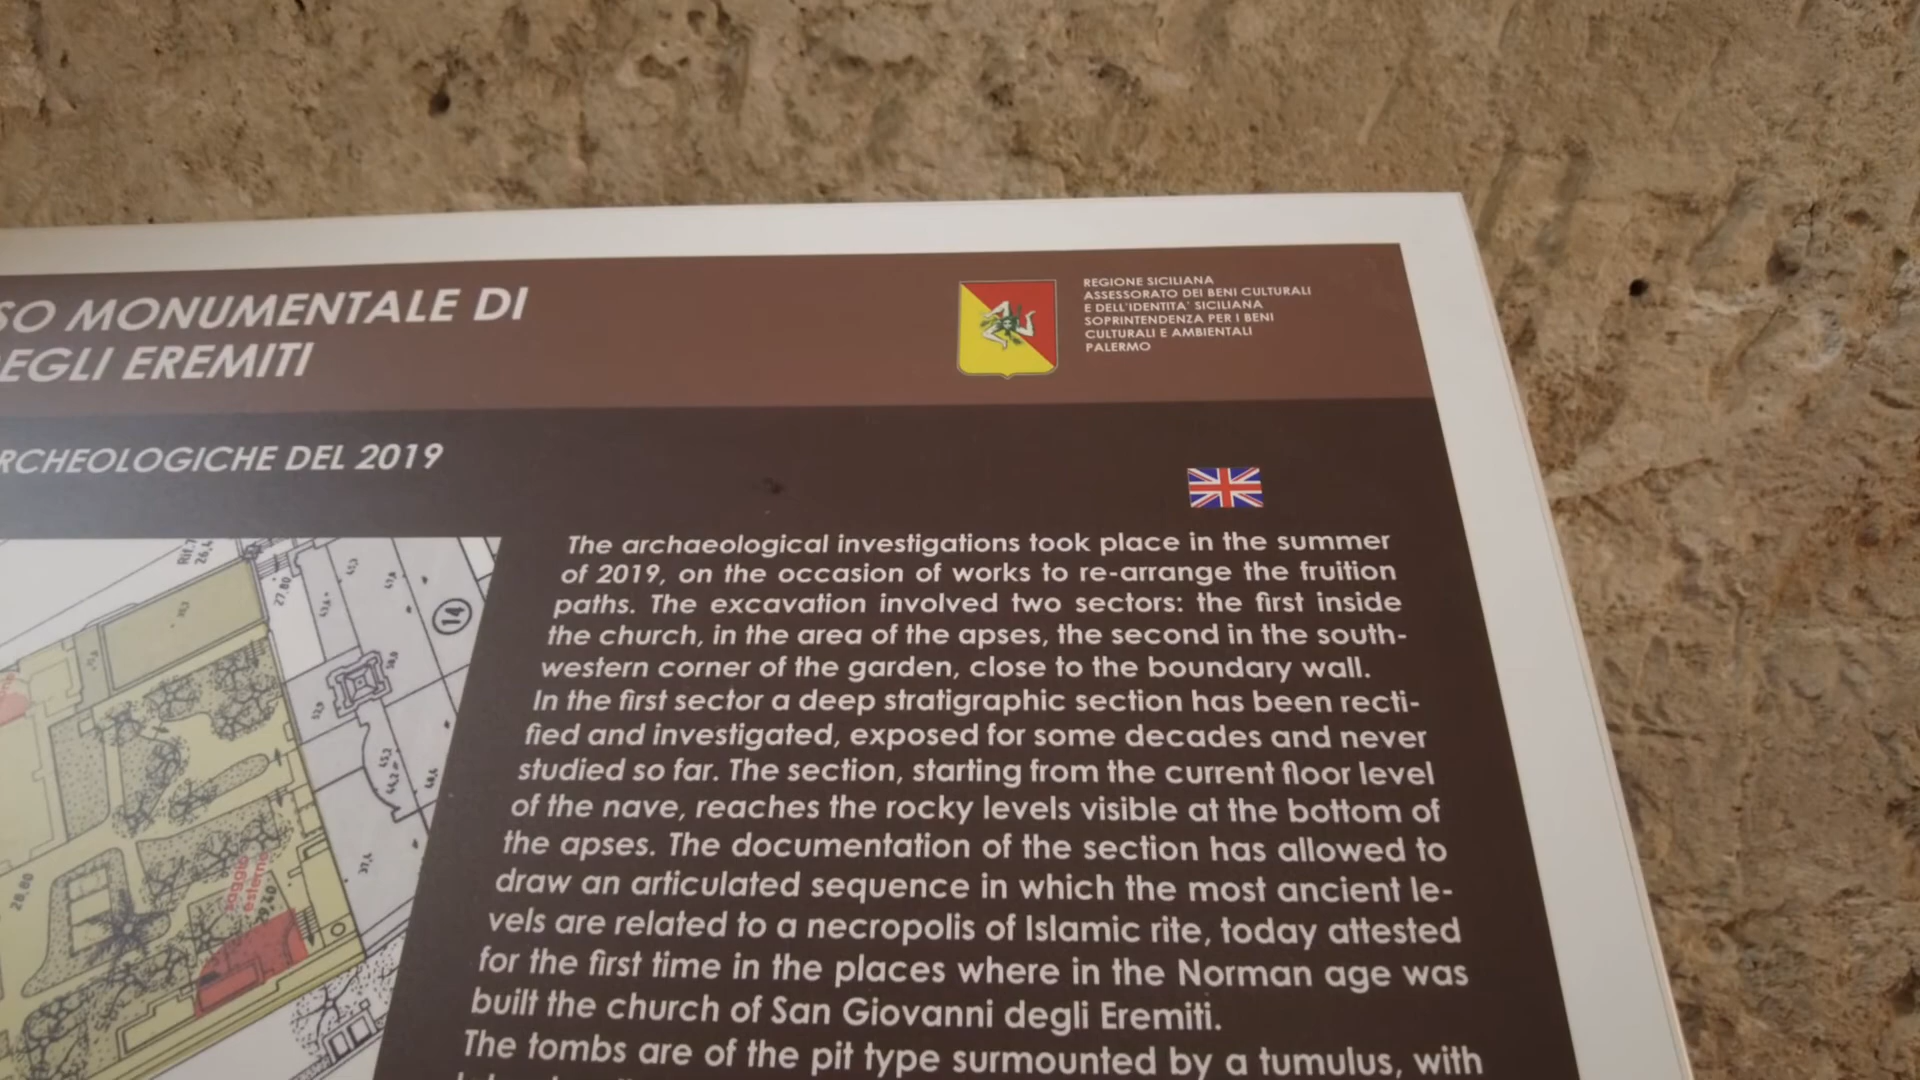 SO MONUMENTALE DI
EGLI EREMITI
REGIONE SICILIANA
ASSESSORATO DEI BENI CULTURALI
E DELL'IDENTITA' SICILIANA
SOPRINTENDENZA PER I BENI
CULTURALI E AMBIENTALI
PALERMO
RCHEOLOGICHE DEL 2019
27,80
14
28,80
saggio
esterno
The archaeological investigations took place in the summer
of 2019, on the occasion of works to re-arrange the fruition
paths. The excavation involved two sectors: the first inside
the church, in the area of the apses, the second in the south-
western corner of the garden, close to the boundary wall.
In the first sector a deep stratigraphic section has been recti-
fied and investigated, exposed for some decades and never
studied so far. The section, starting from the current floor level
of the nave, reaches the rocky levels visible at the bottom of
the apses. The documentation of the section has allowed to
draw an articulated sequence in which the most ancient le-
vels are related to a necropolis of Islamic rite, today attested
for the first time in the places where in the Norman age was
built the church of San Giovanni degli Eremiti.
The tombs are of the pit type surmounted by a tumulus, with